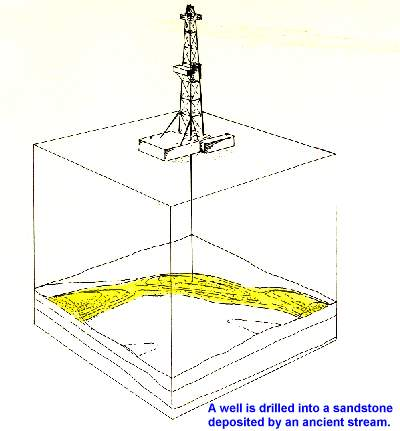 A well is drilled into a sandstone
deposited by an ancient stream.